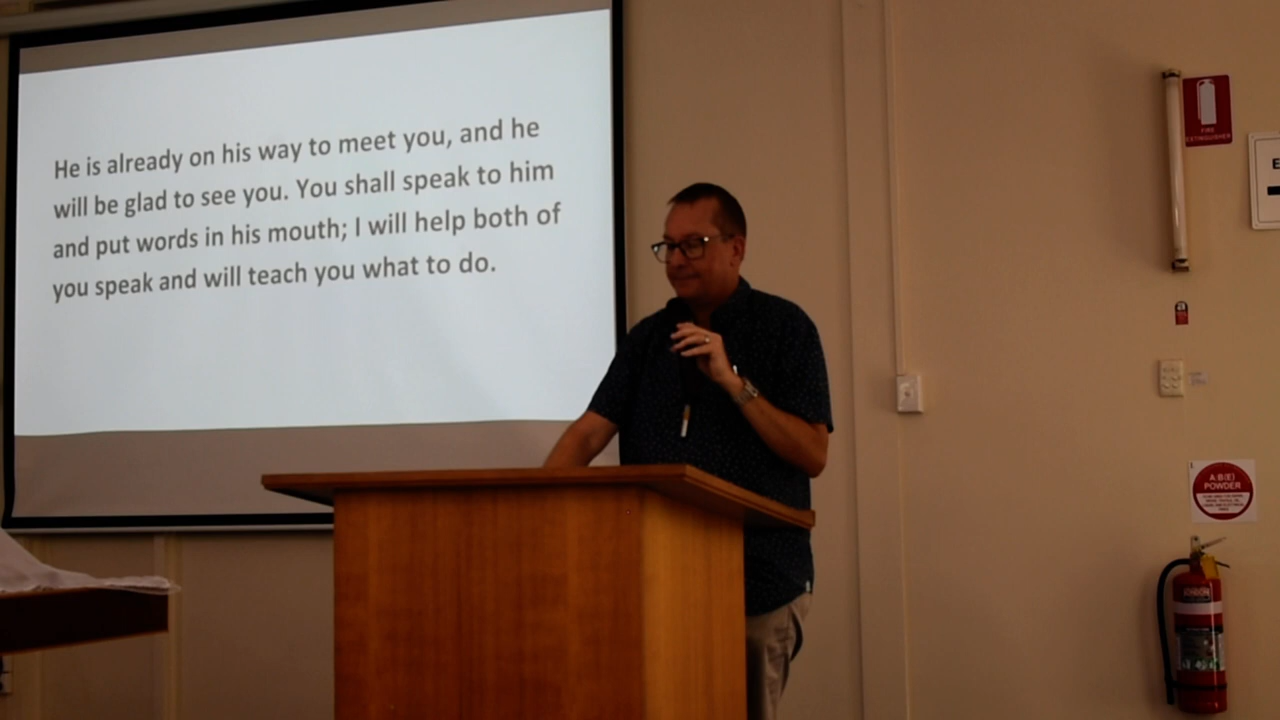 He is already on his way to meet you, and he
will be glad to see you. You shall speak to him
and put words in his mouth; I will help both of
you speak and will teach you what to do.
FIRE
EXTINGUISHER
E
A:B(E)
POWDER